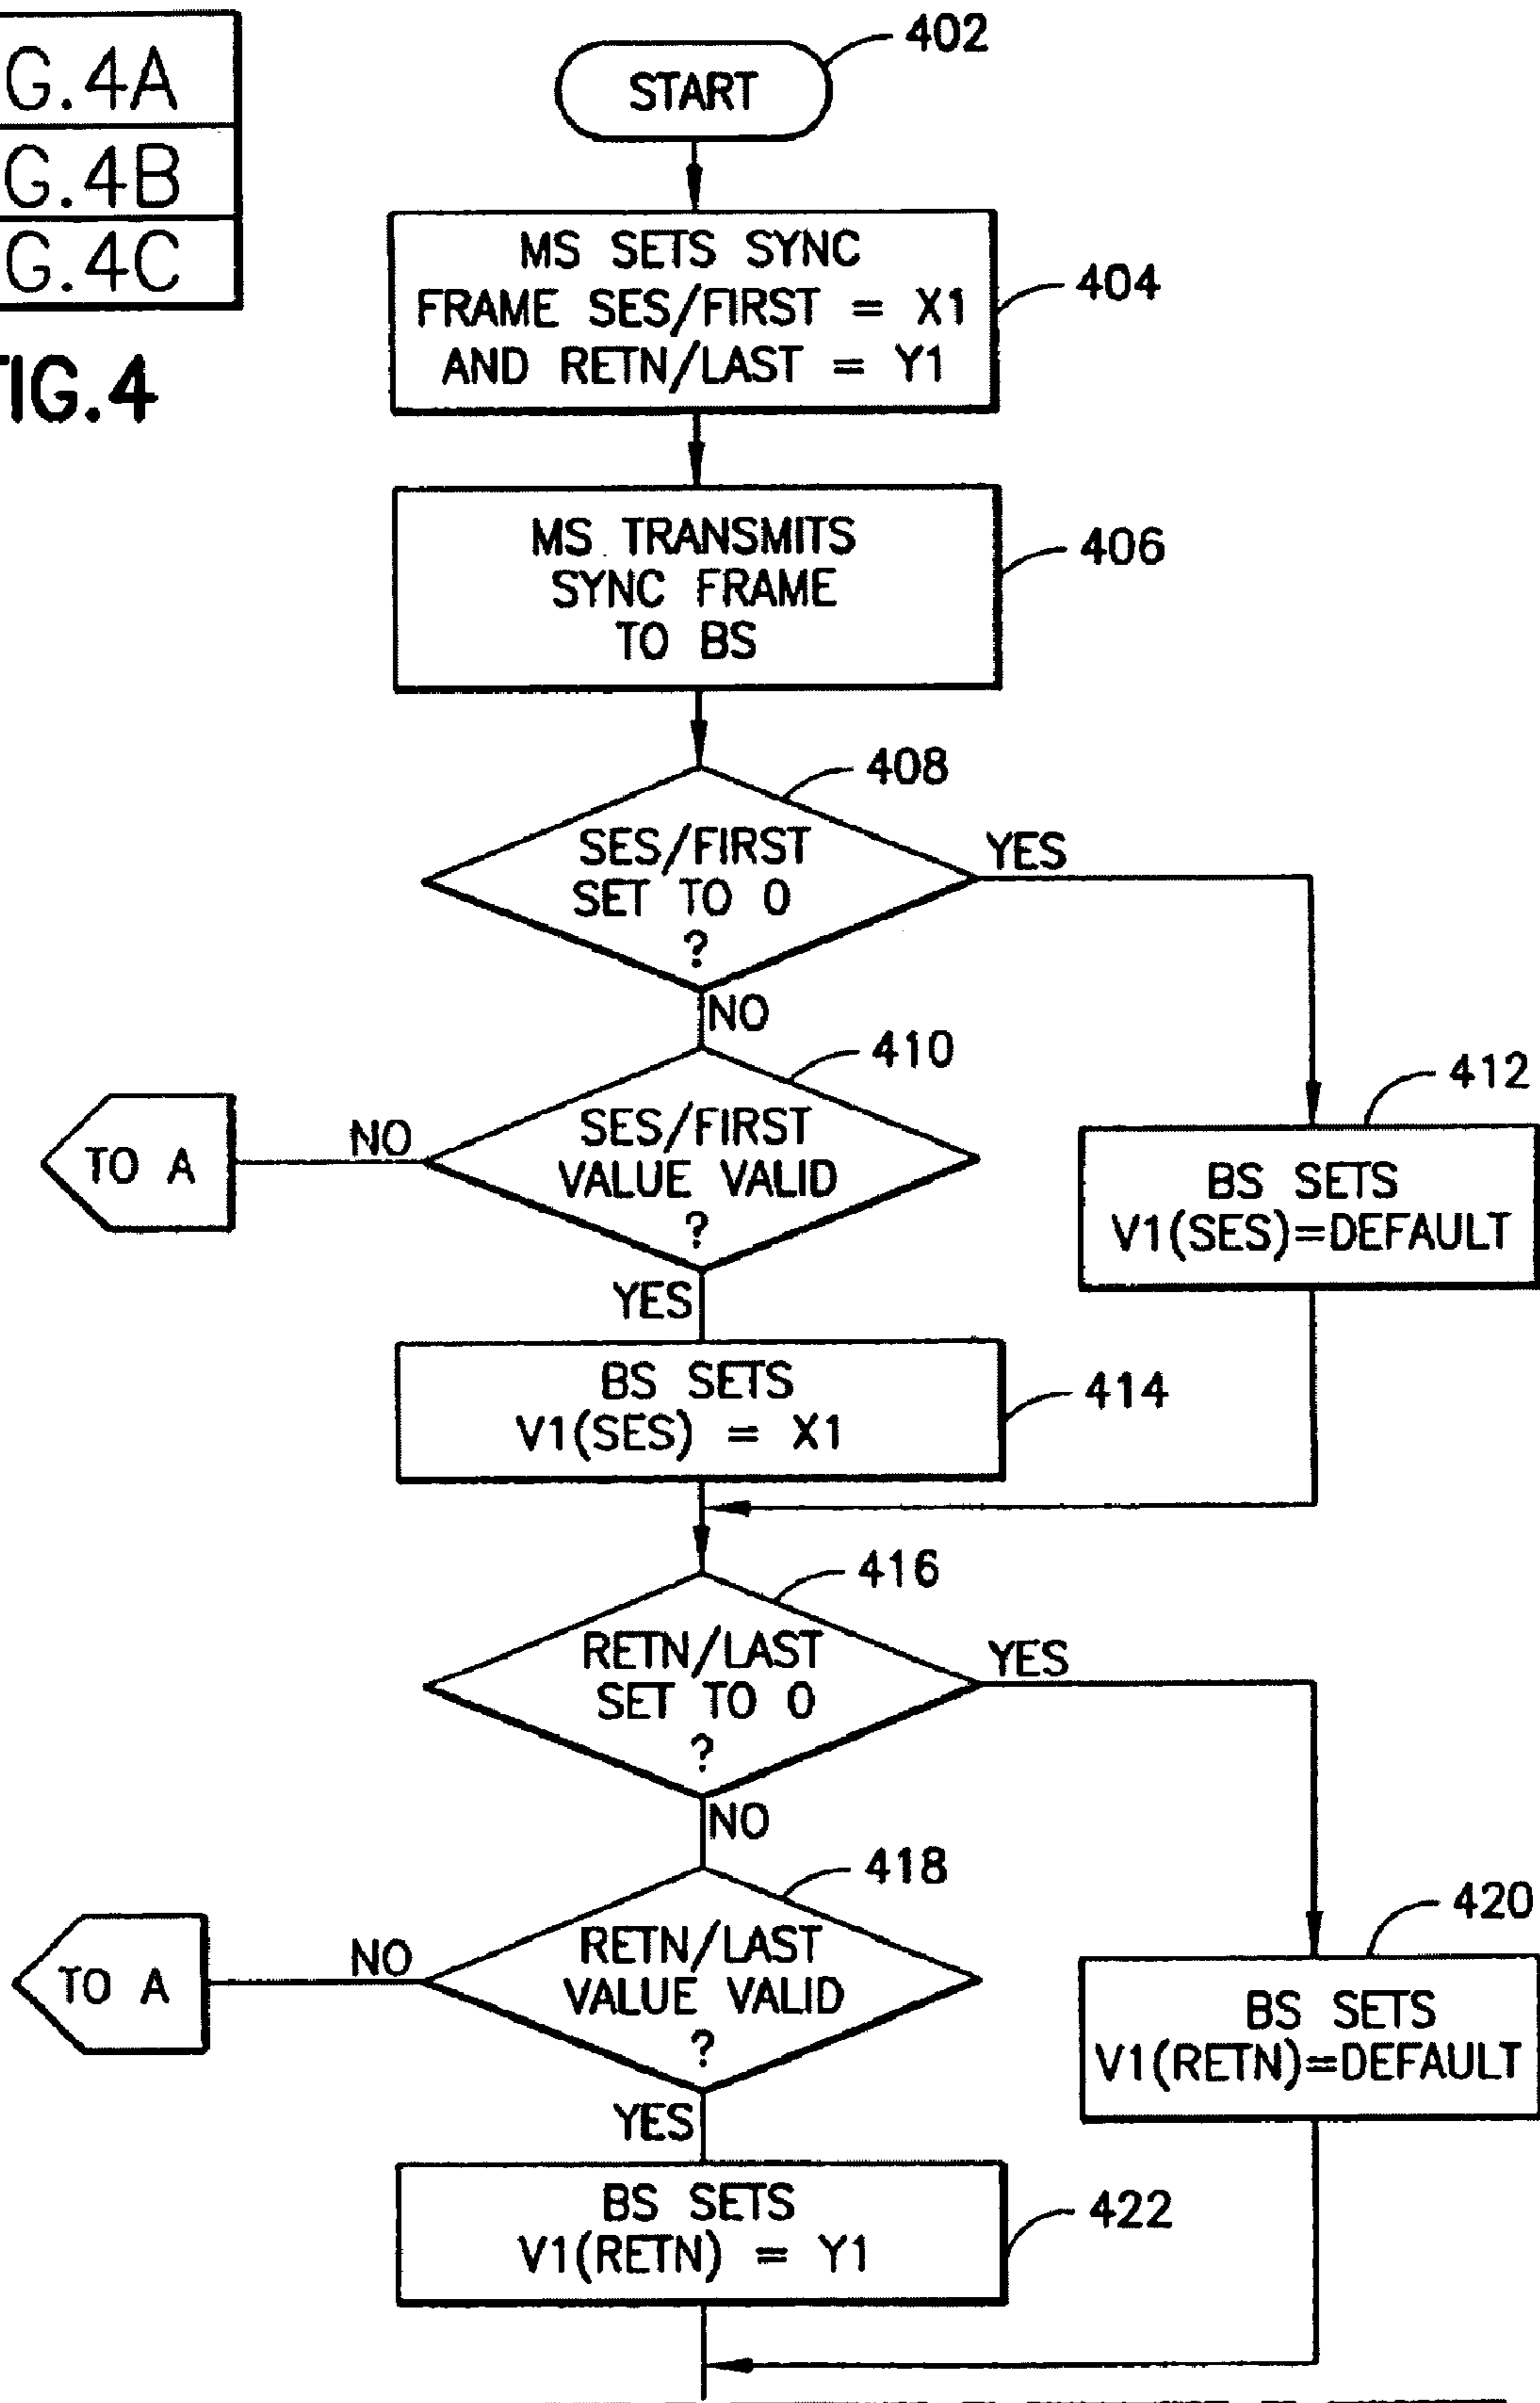 G.4A
G.4B
G.4C
FIG.4
402
START
MS SETS SYNC
FRAME SES/FIRST = X1
AND RETN/LAST = Y1
404
MS TRANSMITS
SYNC FRAME
TO BS
406
408
SES/FIRST
SET TO 0
?
YES
NO
410
SES/FIRST
VALUE VALID
?
NO
TO A
YES
412
BS SETS
V1(SES)=DEFAULT
BS SETS
V1(SES) = X1
414
416
RETN/LAST
SET TO 0
?
YES
NO
418
RETN/LAST
VALUE VALID
?
NO
TO A
YES
420
BS SETS
V1(RETN)=DEFAULT
BS SETS
V1(RETN) = Y1
422